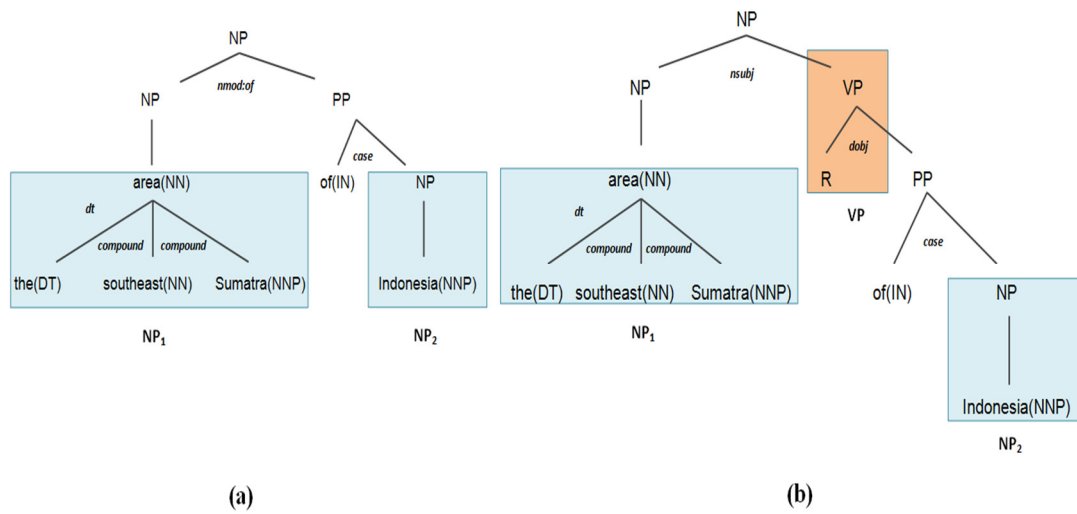 NP
nmod:of
NP PP
case
area(NN) of(IN) NP
dt
compound compound
the(DT) southeast(NN) Sumatra(NNP) Indonesia(NNP)
NP₁ NP₂
(a)
NP
nsubj
NP VP
dobj
area(NN) R PP
dt VP
compound compound case
the(DT) southeast(NN) Sumatra(NNP) of(IN) NP
NP₁
Indonesia(NNP)
NP₂
(b)